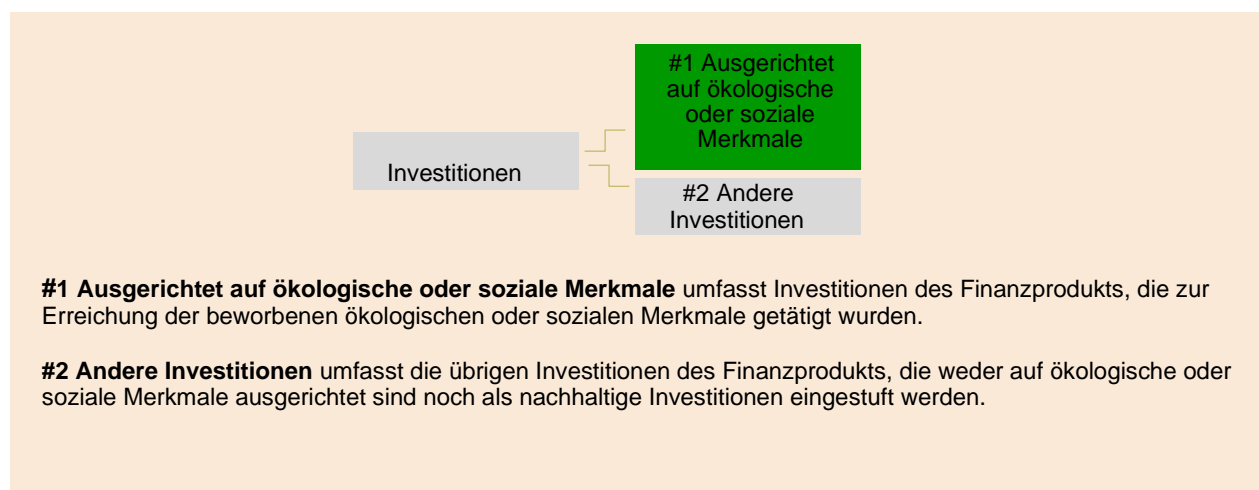 #1 Ausgerichtet
auf ökologische
oder soziale
Merkmale
Investitionen
#2 Andere
Investitionen
#1 Ausgerichtet auf ökologische oder soziale Merkmale umfasst Investitionen des Finanzprodukts, die zur
Erreichung der beworbenen ökologischen oder sozialen Merkmale getätigt wurden.
#2 Andere Investitionen umfasst die übrigen Investitionen des Finanzprodukts, die weder auf ökologische oder
soziale Merkmale ausgerichtet sind noch als nachhaltige Investitionen eingestuft werden.